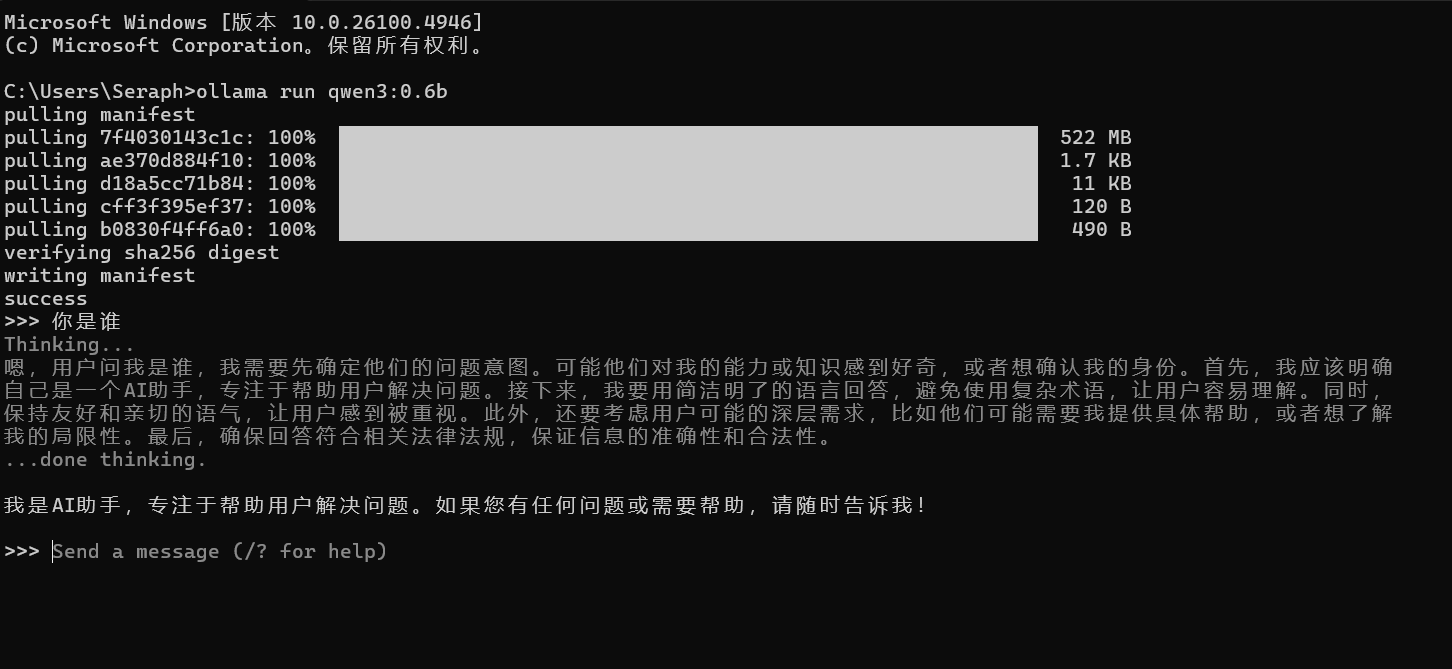 Microsoft Windows [版本 10.0.26100.4946]
(c) Microsoft Corporation。保留所有权利。
C:\Users\Seraph>ollama run qwen3:0.6b
pulling manifest
pulling 7f4030143c1c: 100% 522 MB
pulling ae370d884f10: 100% 1.7 KB
pulling d18a5cc71b84: 100% 11 KB
pulling cff3f395ef37: 100% 120 B
pulling b0830f4ff6a0: 100% 490 B
verifying sha256 digest
writing manifest
success
>>> 你是谁
Thinking...
嗯，用户问我是谁，我需要先确定他们的问题意图。可能他们对我的能力或知识感到好奇，或者想确认我的身份。首先，我应该明确
自己是一个AI助手，专注于帮助用户解决问题。接下来，我要用简洁明了的语言回答，避免使用复杂术语，让用户容易理解。同时，
保持友好和亲切的语气，让用户感到被重视。此外，还要考虑用户可能的深层需求，比如他们可能需要我提供具体帮助，或者想了解
我的局限性。最后，确保回答符合相关法律法规，保证信息的准确性和合法性。
...done thinking.
我是AI助手，专注于帮助用户解决问题。如果您有任何问题或需要帮助，请随时告诉我！
>>> Send a message (/? for help)